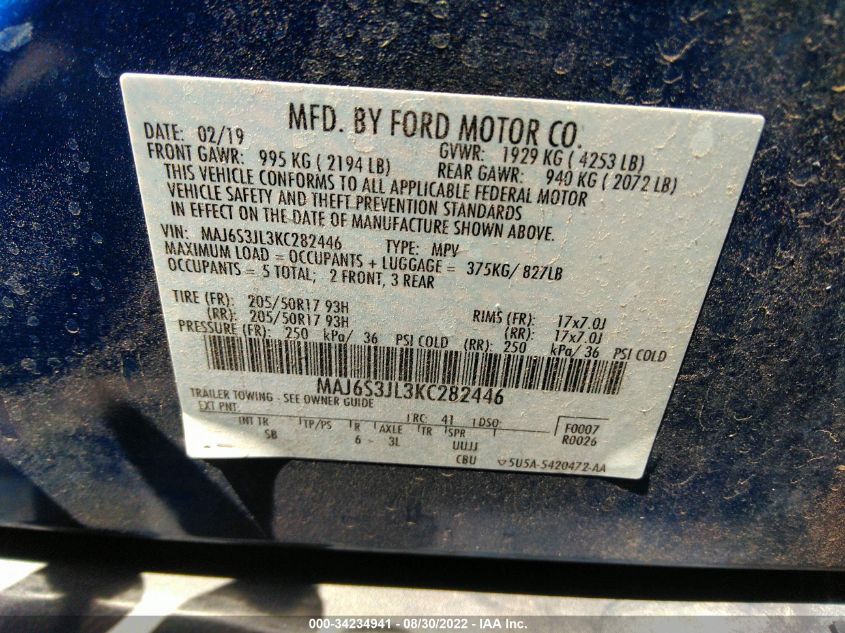 MFD. BY FORD MOTOR CO.
DATE: 02/19 GVWR: 1929 KG ( 4253 LB)
FRONT GAWR: 995 KG ( 2194 LB) REAR GAWR: 940 KG ( 2072 LB)
THIS VEHICLE CONFORMS TO ALL APPLICABLE FEDERAL MOTOR
VEHICLE SAFETY AND THEFT PREVENTION STANDARDS
IN EFFECT ON THE DATE OF MANUFACTURE SHOWN ABOVE.
VIN: MAJ6S3JL3KC282446 TYPE: MPV
MAXIMUM LOAD = OCCUPANTS + LUGGAGE = 375KG/ 827LB
OCCUPANTS = 5 TOTAL; 2 FRONT, 3 REAR
TIRE (FR): 205/50R17 93H RIMS (FR): 17x7.0J
(RR): 205/50R17 93H (RR): 17x7.0J
PRESSURE (FR): 250 kPa/ 36 PSI COLD (RR): 250 kPa/ 36 PSI COLD
MAJ6S3JL3KC282446
TRAILER TOWING - SEE OWNER GUIDE
EXT PNT: RC: 41 DSO: F0007
INT TR TP/PS R AXLE TR SPR R0026
SB 6 - 3L UUJJ
CBU 5U5A-5420472-AA
000-34234941 - 08/30/2022 - IAA Inc.